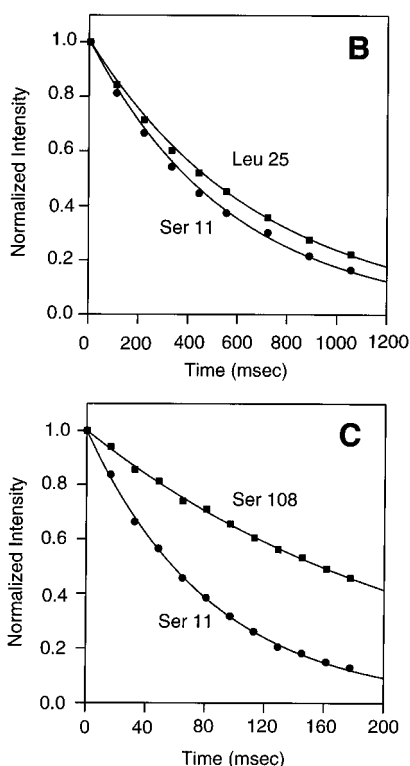 B
1.0
0.8
0.6
0.4
0.2
0.0
Normalized Intensity
Leu 25
Ser 11
0 200 400 600 800 1000 1200
Time (msec)
C
1.0
0.8
0.6
0.4
0.2
0.0
Normalized Intensity
Ser 108
Ser 11
0 40 80 120 160 200
Time (msec)